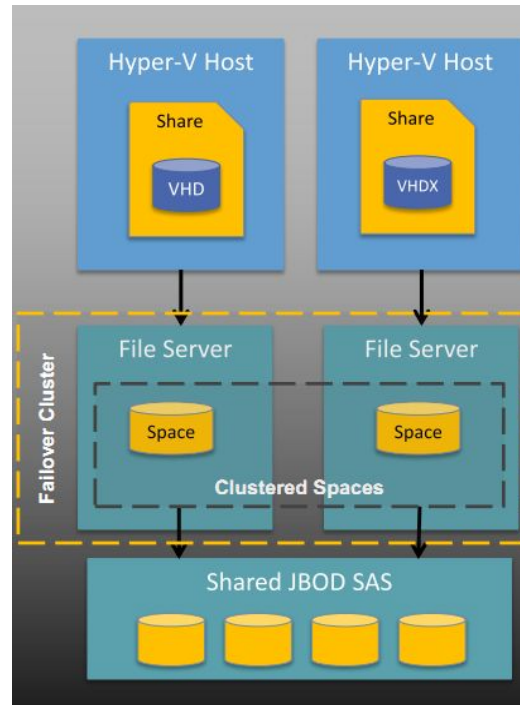 Hyper-V Host
Share
VHD
Hyper-V Host
Share
VHDX
Failover Cluster
File Server
Space
File Server
Space
Clustered Spaces
Shared JBOD SAS